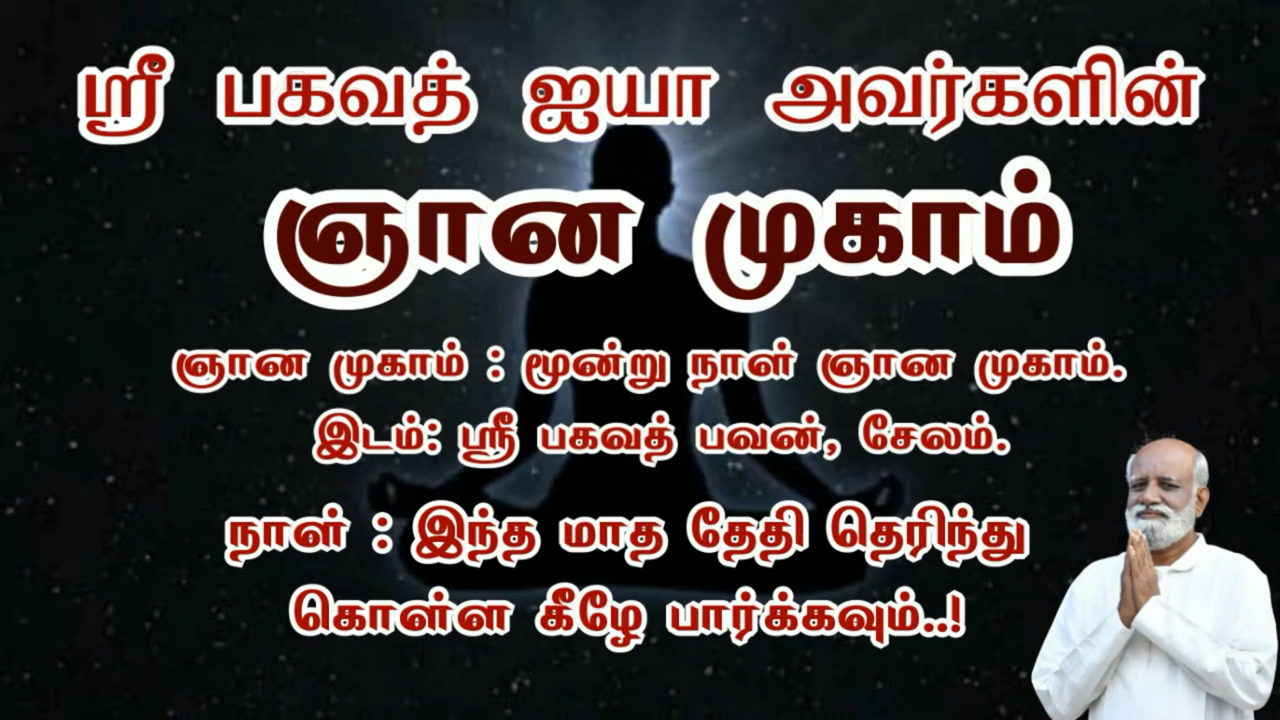 ஸ்ரீ பகவத் ஐயா அவர்களின்
ஞான முகாம்
ஞான முகாம் : மூன்று நாள் ஞான முகாம்.
இடம்: ஸ்ரீ பகவத் பவன், சேலம்.
நாள் : இந்த மாத தேதி தெரிந்து
கொள்ள கீழே பார்க்கவும்..!